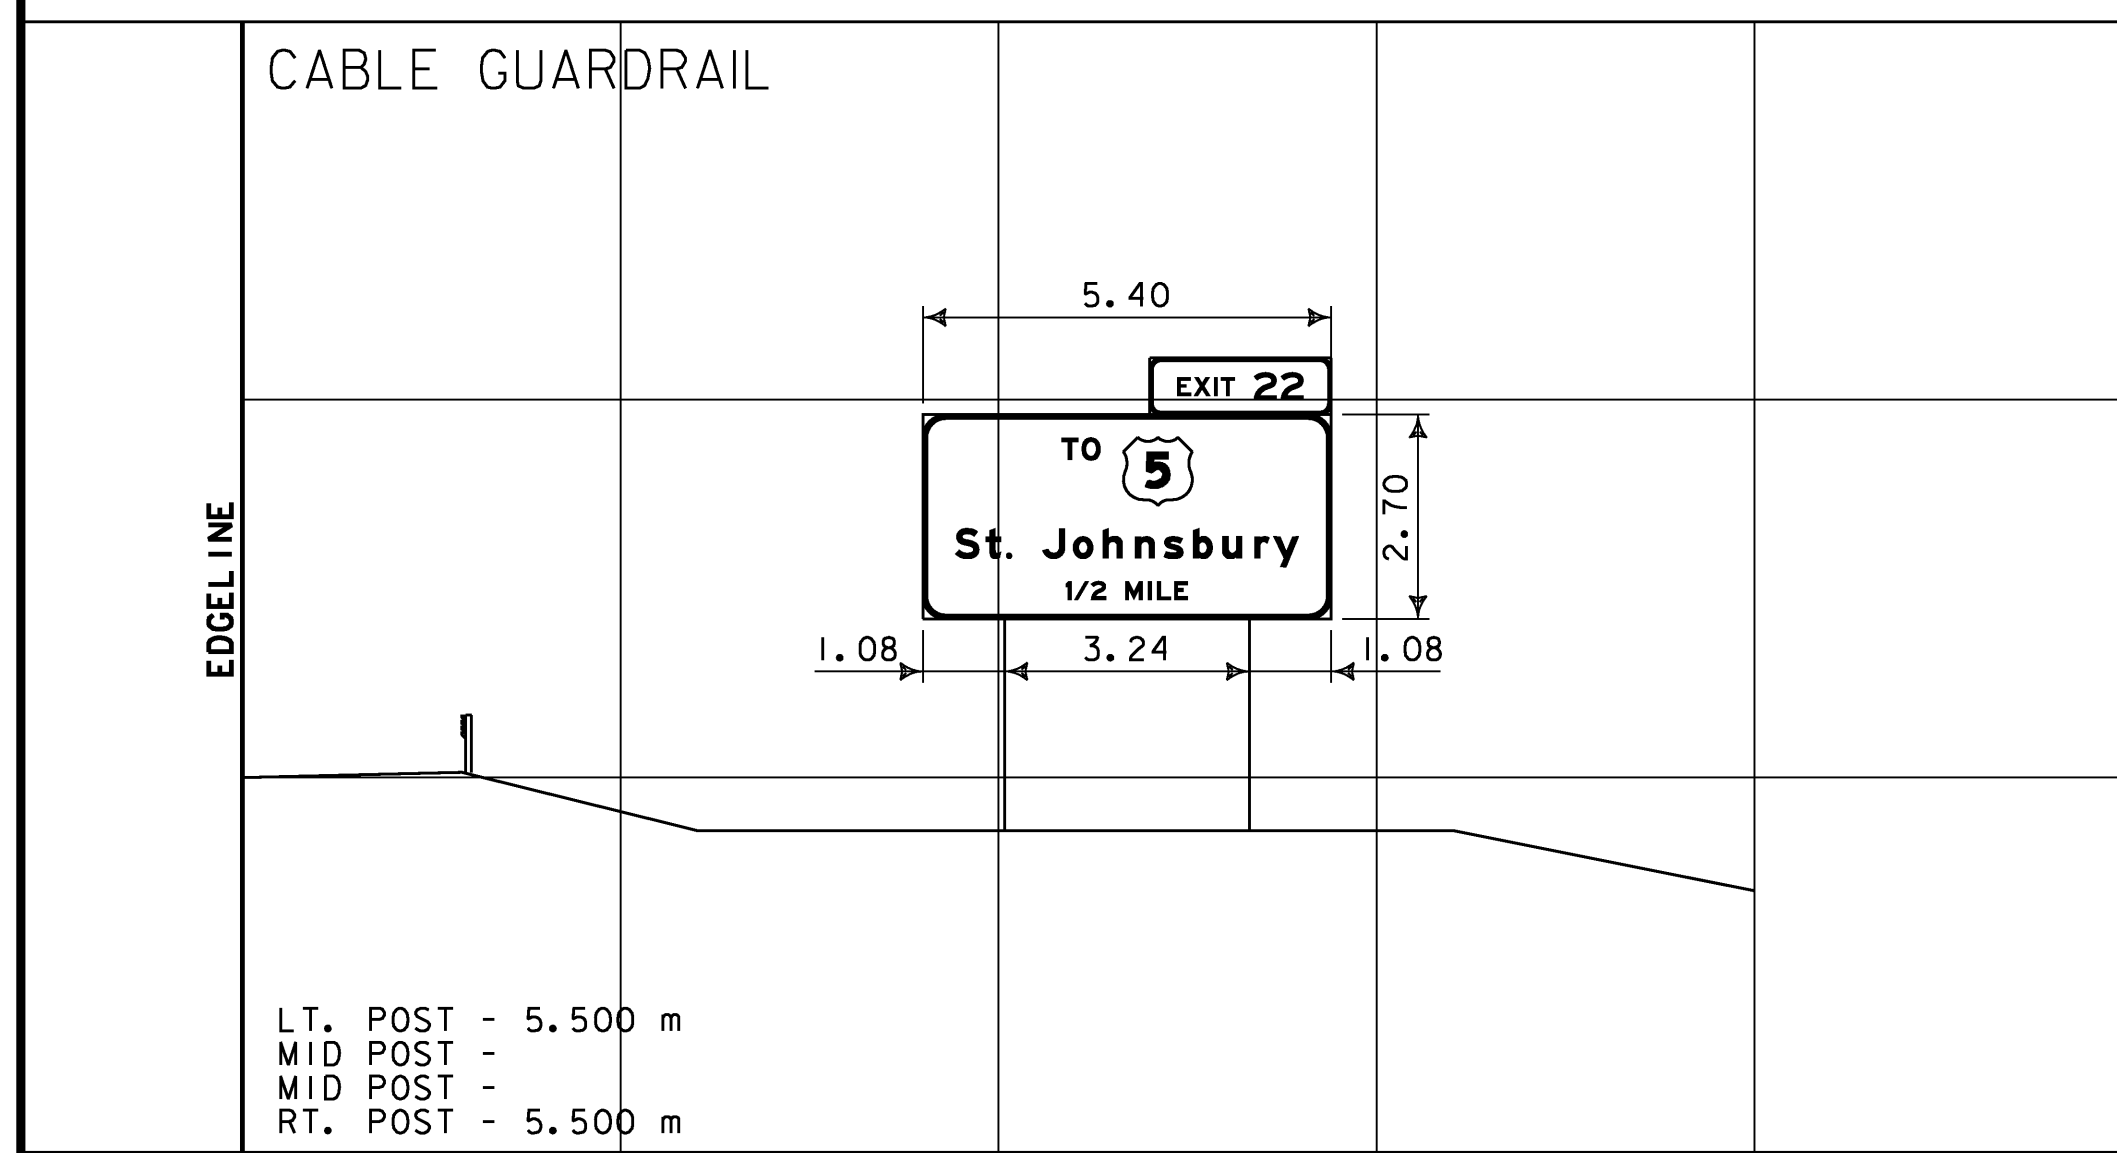 CABLE GUARDRAIL
5.40
EXIT 22
TO 5
St. Johnsbury
1/2 MILE
2.70
EDGELINE
1.08 3.24 1.08
LT. POST - 5.500 m
MID POST -
MID POST -
RT. POST - 5.500 m